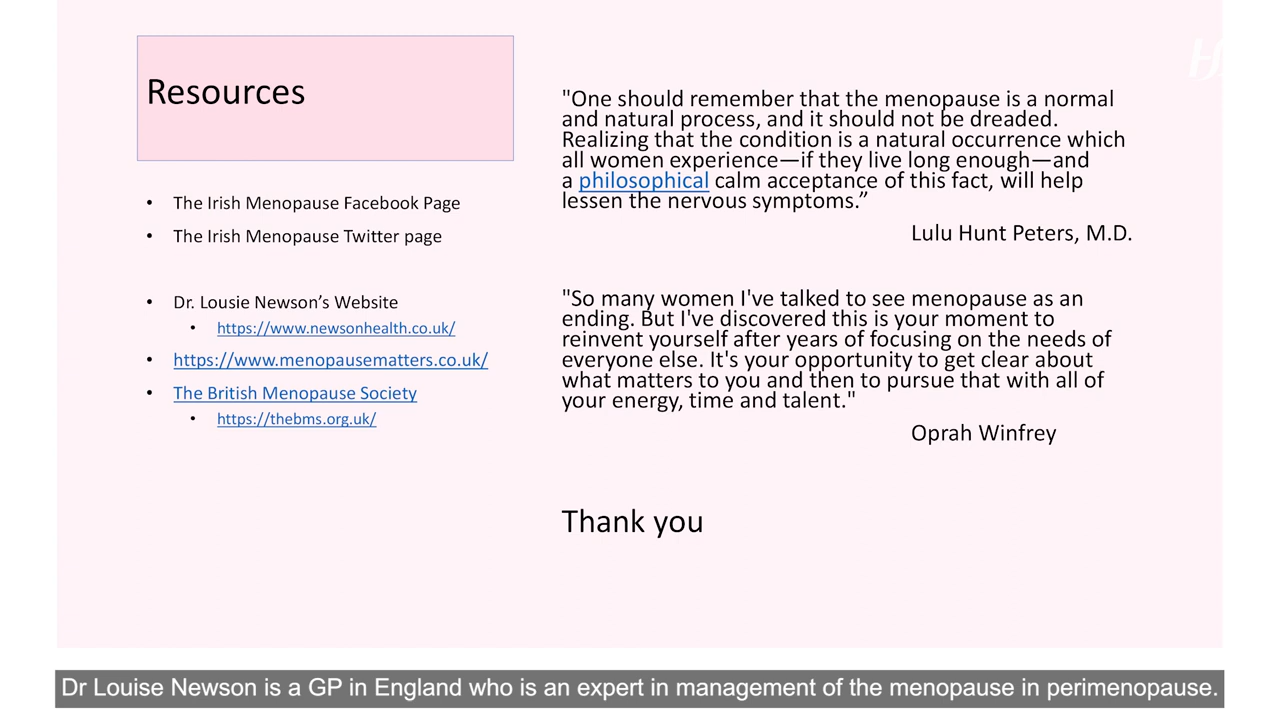 Resources
• The Irish Menopause Facebook Page
• The Irish Menopause Twitter page
• Dr. Lousie Newson’s Website
• https://www.newsonhealth.co.uk/
• https://www.menopausematters.co.uk/
• The British Menopause Society
• https://thebms.org.uk/
"One should remember that the menopause is a normal
and natural process, and it should not be dreaded.
Realizing that the condition is a natural occurrence which
all women experience—if they live long enough—and
a philosophical calm acceptance of this fact, will help
lessen the nervous symptoms.”
Lulu Hunt Peters, M.D.
"So many women I've talked to see menopause as an
ending. But I've discovered this is your moment to
reinvent yourself after years of focusing on the needs of
everyone else. It's your opportunity to get clear about
what matters to you and then to pursue that with all of
your energy, time and talent."
Oprah Winfrey
Thank you
Dr Louise Newson is a GP in England who is an expert in management of the menopause in perimenopause.